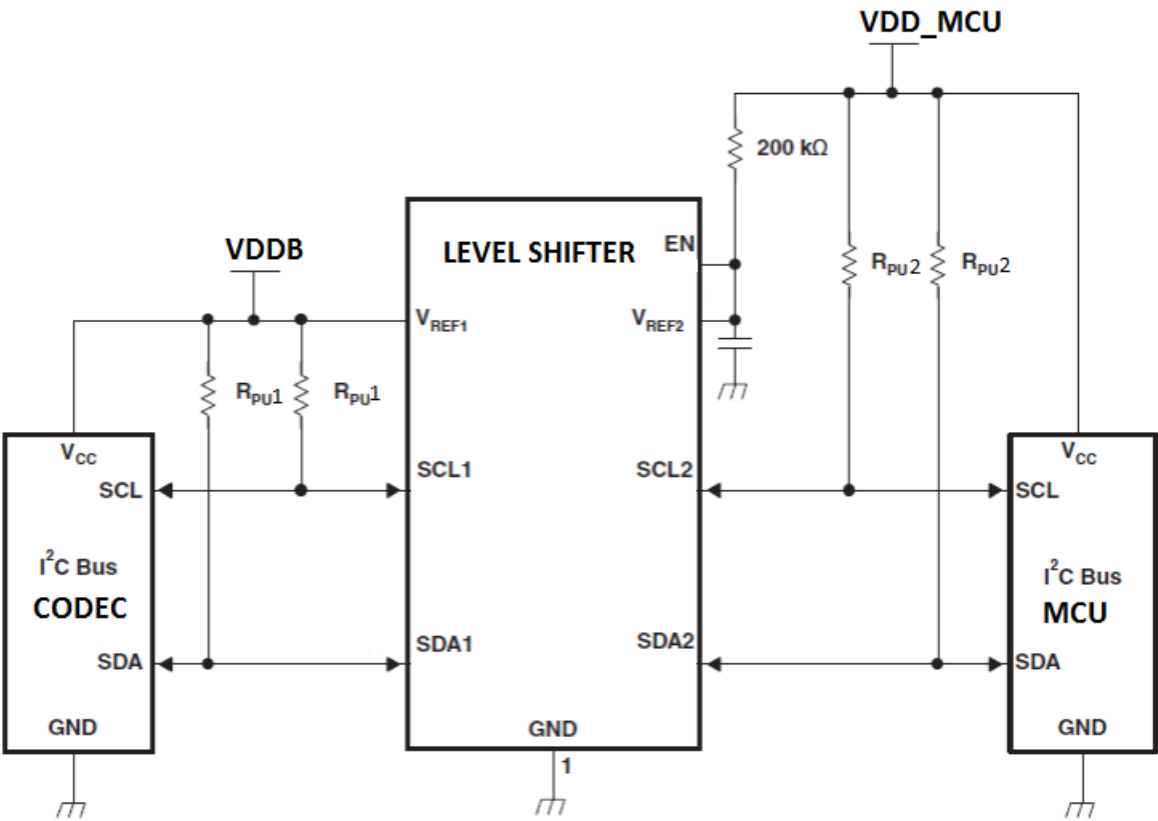 VDD_MCU
200 kΩ
EN
LEVEL SHIFTER
VDDB
RPU2
RPU2
VREF1
VREF2
RPU1
RPU1
VCC
VCC
SCL
SCL1
SCL2
SCL
I2C Bus
CODEC
I2C Bus
MCU
SDA
SDA1
SDA2
SDA
GND
GND
GND
1